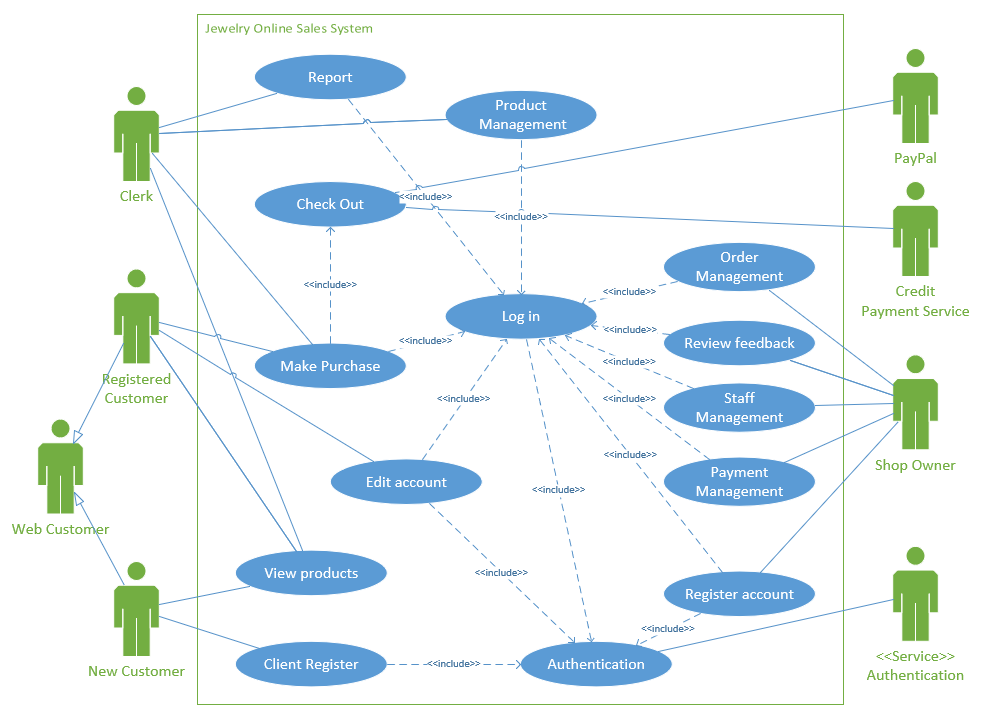 Jewelry Online Sales System
Report
Product
Management
PayPal
Clerk
Check Out
<<include>>
<<include>>
Order
Management
Credit
Payment Service
<<include>>
<<include>>
Log in
<<include>>
Review feedback
<<include>>
Make Purchase
<<include>>
Registered
Customer
<<include>>
<<include>>
Staff
Management
<<include>>
Shop Owner
Edit account
Payment
Management
<<include>>
Web Customer
<<include>>
View products
Register account
<<include>>
New Customer
Client Register
<<include>>
Authentication
<<Service>>
Authentication